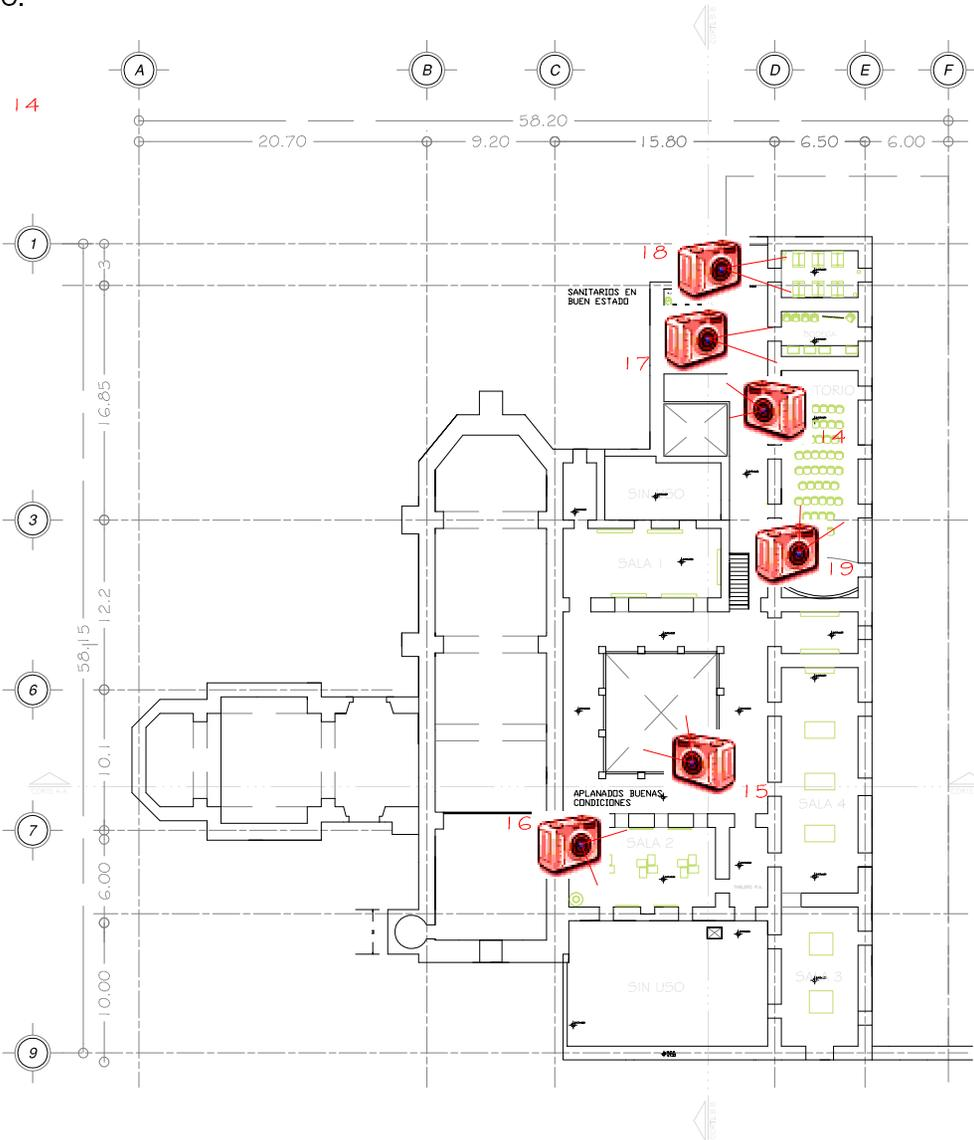 A B C D E F
14
58.20
20.70 9.20 15.80 6.50 6.00
1
18
3
SANITARIOS EN
BUEN ESTADO
17
16.85
14
SIN USO
3
19
SALA 1
12.2
58.15
6
10.1
15
APLANADOS BUENAS
CONDICIONES
SALA 4
16
7
SALA 2
6.00
SALA 3
SIN USO
10.00
9